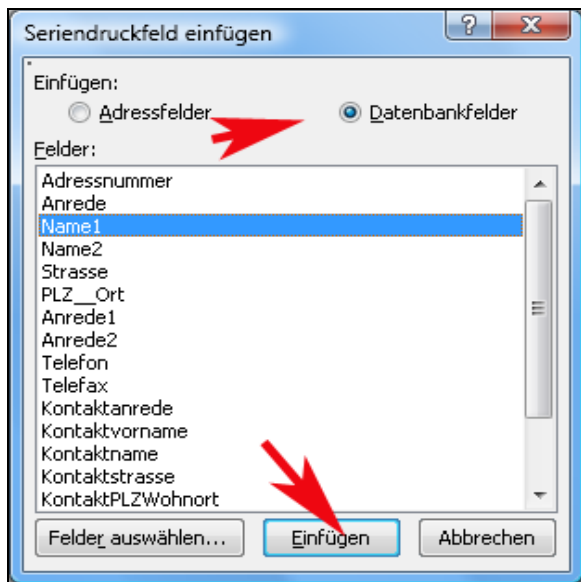 Seriendruckfeld einfügen
Einfügen:
Adressfelder Datenbankfelder
Felder:
Adressnummer
Anrede
Name1
Name2
Strasse
PLZ__Ort
Anrede1
Anrede2
Telefon
Telefax
Kontaktanrede
Kontaktvorname
Kontaktname
Kontaktstrasse
KontaktPLZWohnort
Felder auswählen... Einfügen Abbrechen